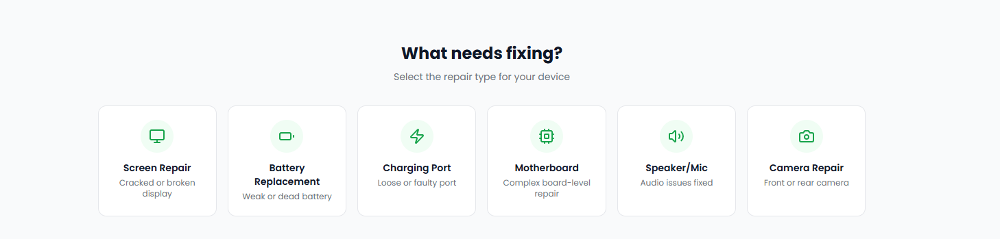 What needs fixing?
Select the repair type for your device
Screen Repair
Cracked or broken
display
Battery
Replacement
Weak or dead battery
Charging Port
Loose or faulty port
Motherboard
Complex board-level
repair
Speaker/Mic
Audio issues fixed
Camera Repair
Front or rear camera